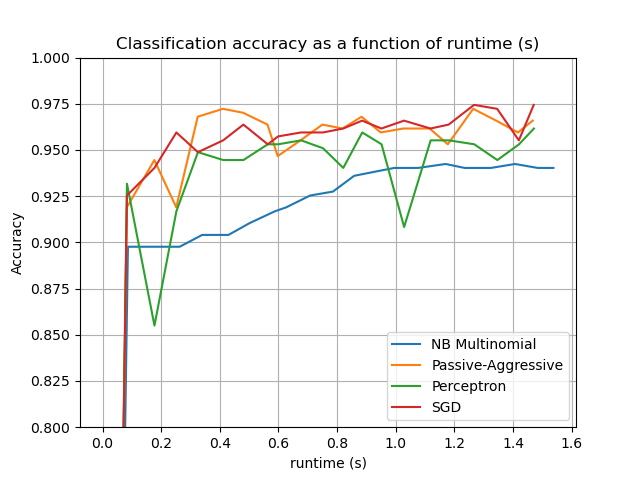 Classification accuracy as a function of runtime (s)
1.000
0.975
0.950
0.925
0.900
0.875
0.850
0.825
0.800
Accuracy
NB Multinomial
Passive-Aggressive
Perceptron
SGD
0.0 0.2 0.4 0.6 0.8 1.0 1.2 1.4 1.6
runtime (s)